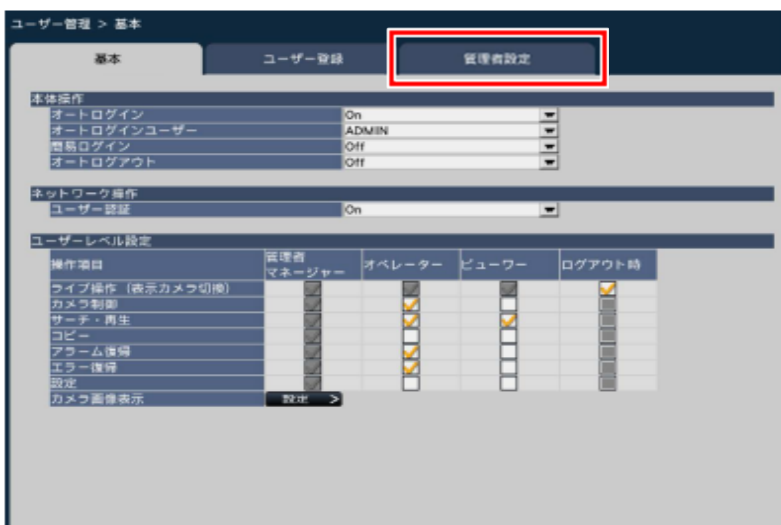 ユーザー管理 > 基本
基本 ユーザー登録 管理者設定
本体操作
オートログイン On
オートログインユーザー ADMIN
簡易ログイン Off
オートログアウト Off
ネットワーク操作
ユーザー認証 On
ユーザーレベル設定
操作項目 管理者マネージャー オペレーター ビューワー ログアウト時
ライブ操作（表示カメラ切換）
カメラ制御
サーチ・再生
コピー
アラーム復帰
エラー復帰
設定
カメラ画像表示 設定 >